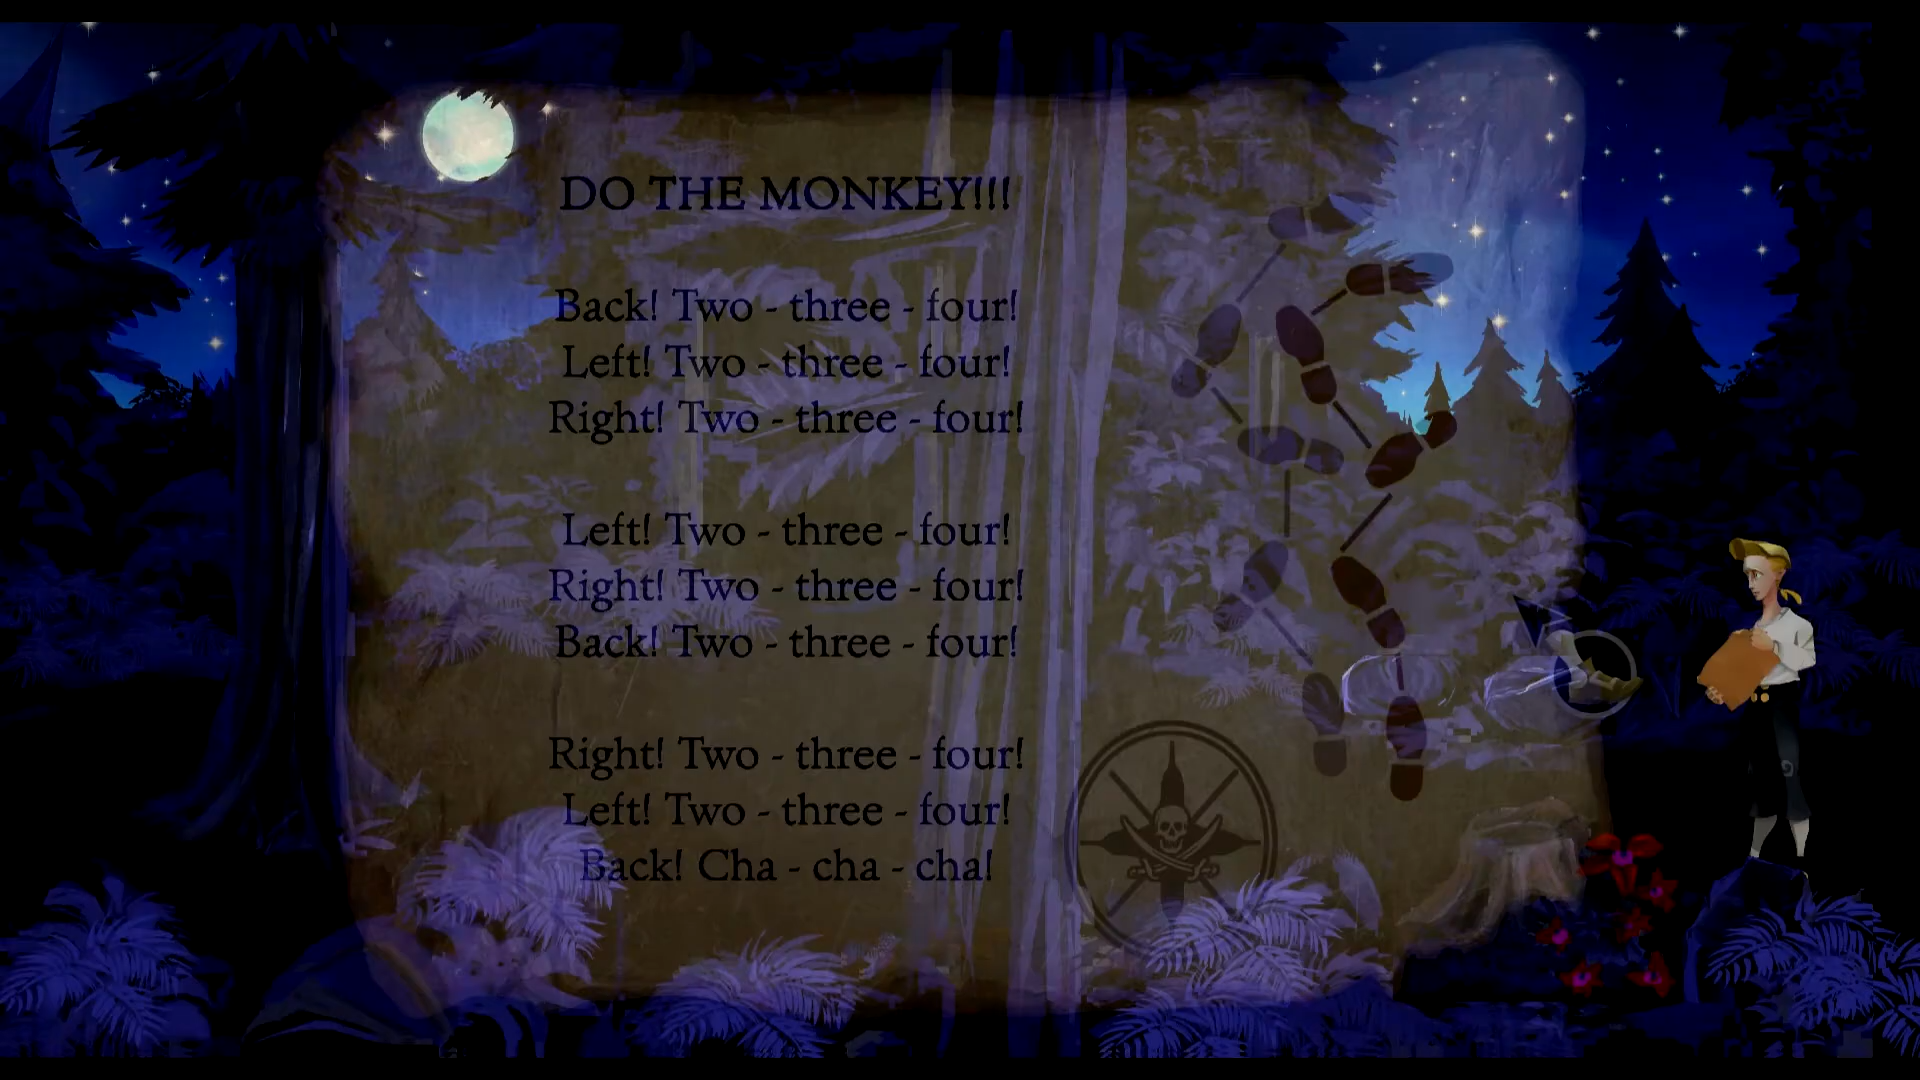 DO THE MONKEY!!!
Back! Two - three - four!
Left! Two - three - four!
Right! Two - three - four!
Left! Two - three - four!
Right! Two - three - four!
Back! Two - three - four!
Right! Two - three - four!
Left! Two - three - four!
Back! Cha - cha - cha!